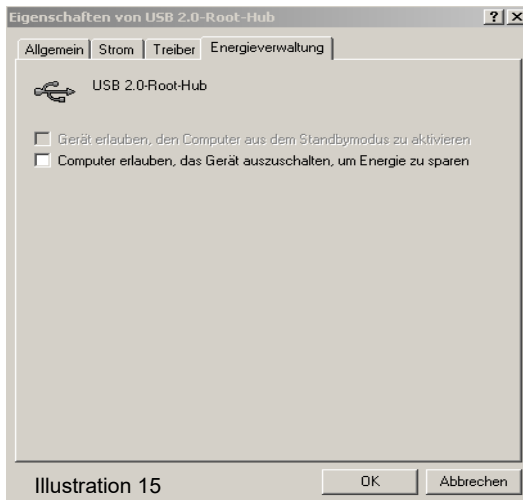 Eigenschaften von USB 2.0-Root-Hub
Allgemein Strom Treiber Energieverwaltung
USB 2.0-Root-Hub
Gerät erlauben, den Computer aus dem Standbymodus zu aktivieren
Computer erlauben, das Gerät auszuschalten, um Energie zu sparen
OK Abbrechen
Illustration 15